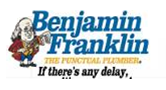 Benjamin
Franklin
THE PUNCTUAL PLUMBER.
If there's any delay,